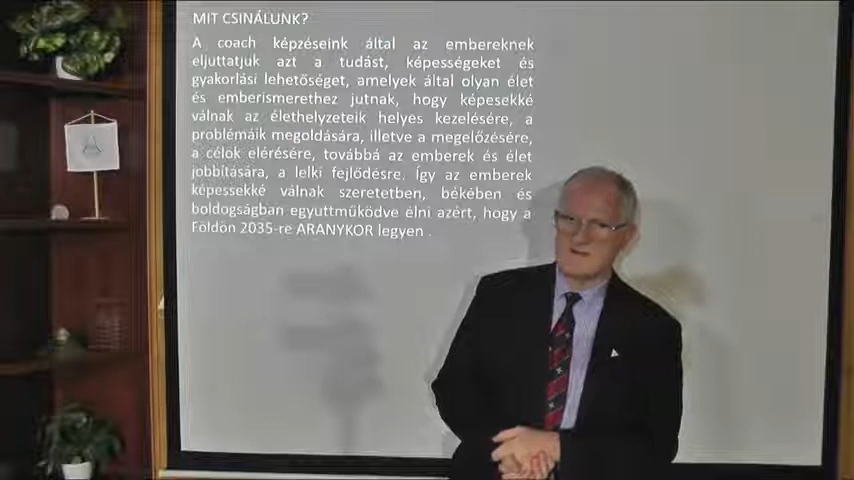 MIT CSINÁLUNK?
A coach képzéseink által az embereknek
eljuttatjuk azt a tudást, képességeket és
gyakorlási lehetőséget, amelyek által olyan élet
és emberismerethez jutnak, hogy képesekké
válnak az élethelyzeteik helyes kezelésére, a
problémáik megoldására, illetve a megelőzésére,
a célok elérésére, továbbá az emberek és élet
jobbítására, a lelki fejlődésre. Így az emberek
képessekké válnak szeretetben, békében és
boldogságban együttműködve élni azért, hogy a
Földön 2035-re ARANYKOR legyen .